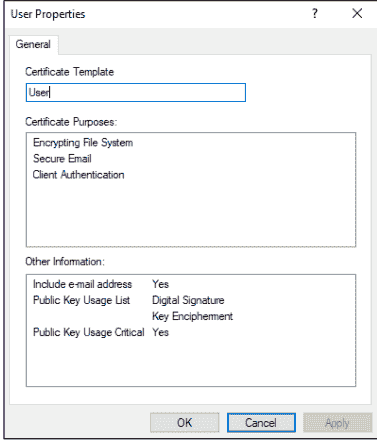 User Properties ?
General
Certificate Template
User
Certificate Purposes:
Encrypting File System
Secure Email
Client Authentication
Other Information:
Include e-mail address Yes
Public Key Usage List Digital Signature
Key Encipherment
Public Key Usage Critical Yes
OK Cancel Apply